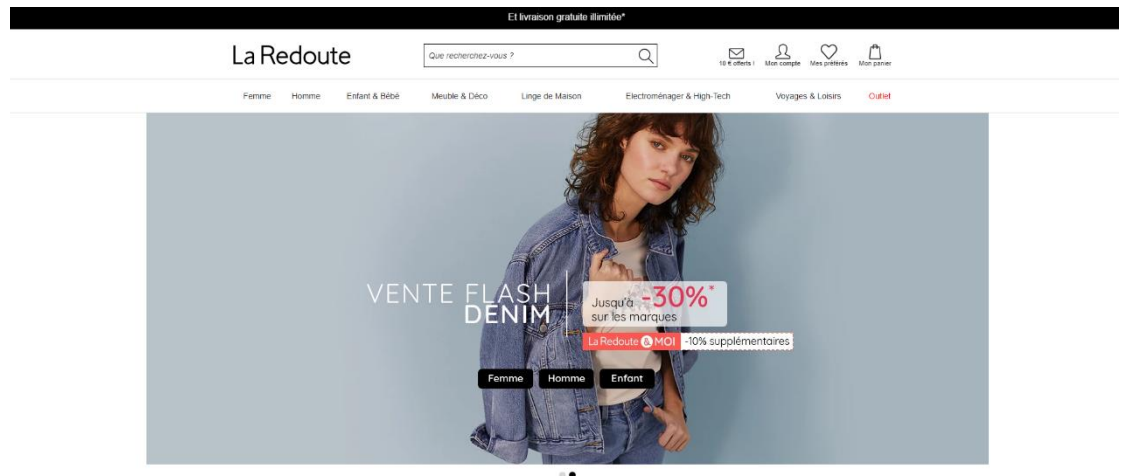 Et livraison gratuite illimitée*
La Redoute
Que recherchez-vous ?
10 € offerts !
Mon compte
Mes préférés
Mon panier
Femme Homme Enfant & Bébé Meuble & Déco Linge de Maison Electroménager & High-Tech Voyages & Loisirs Outlet
VENTE FLASH
DENIM
Jusqu'à -30%*
sur les marques
La Redoute & MOI -10% supplémentaires
Femme Homme Enfant